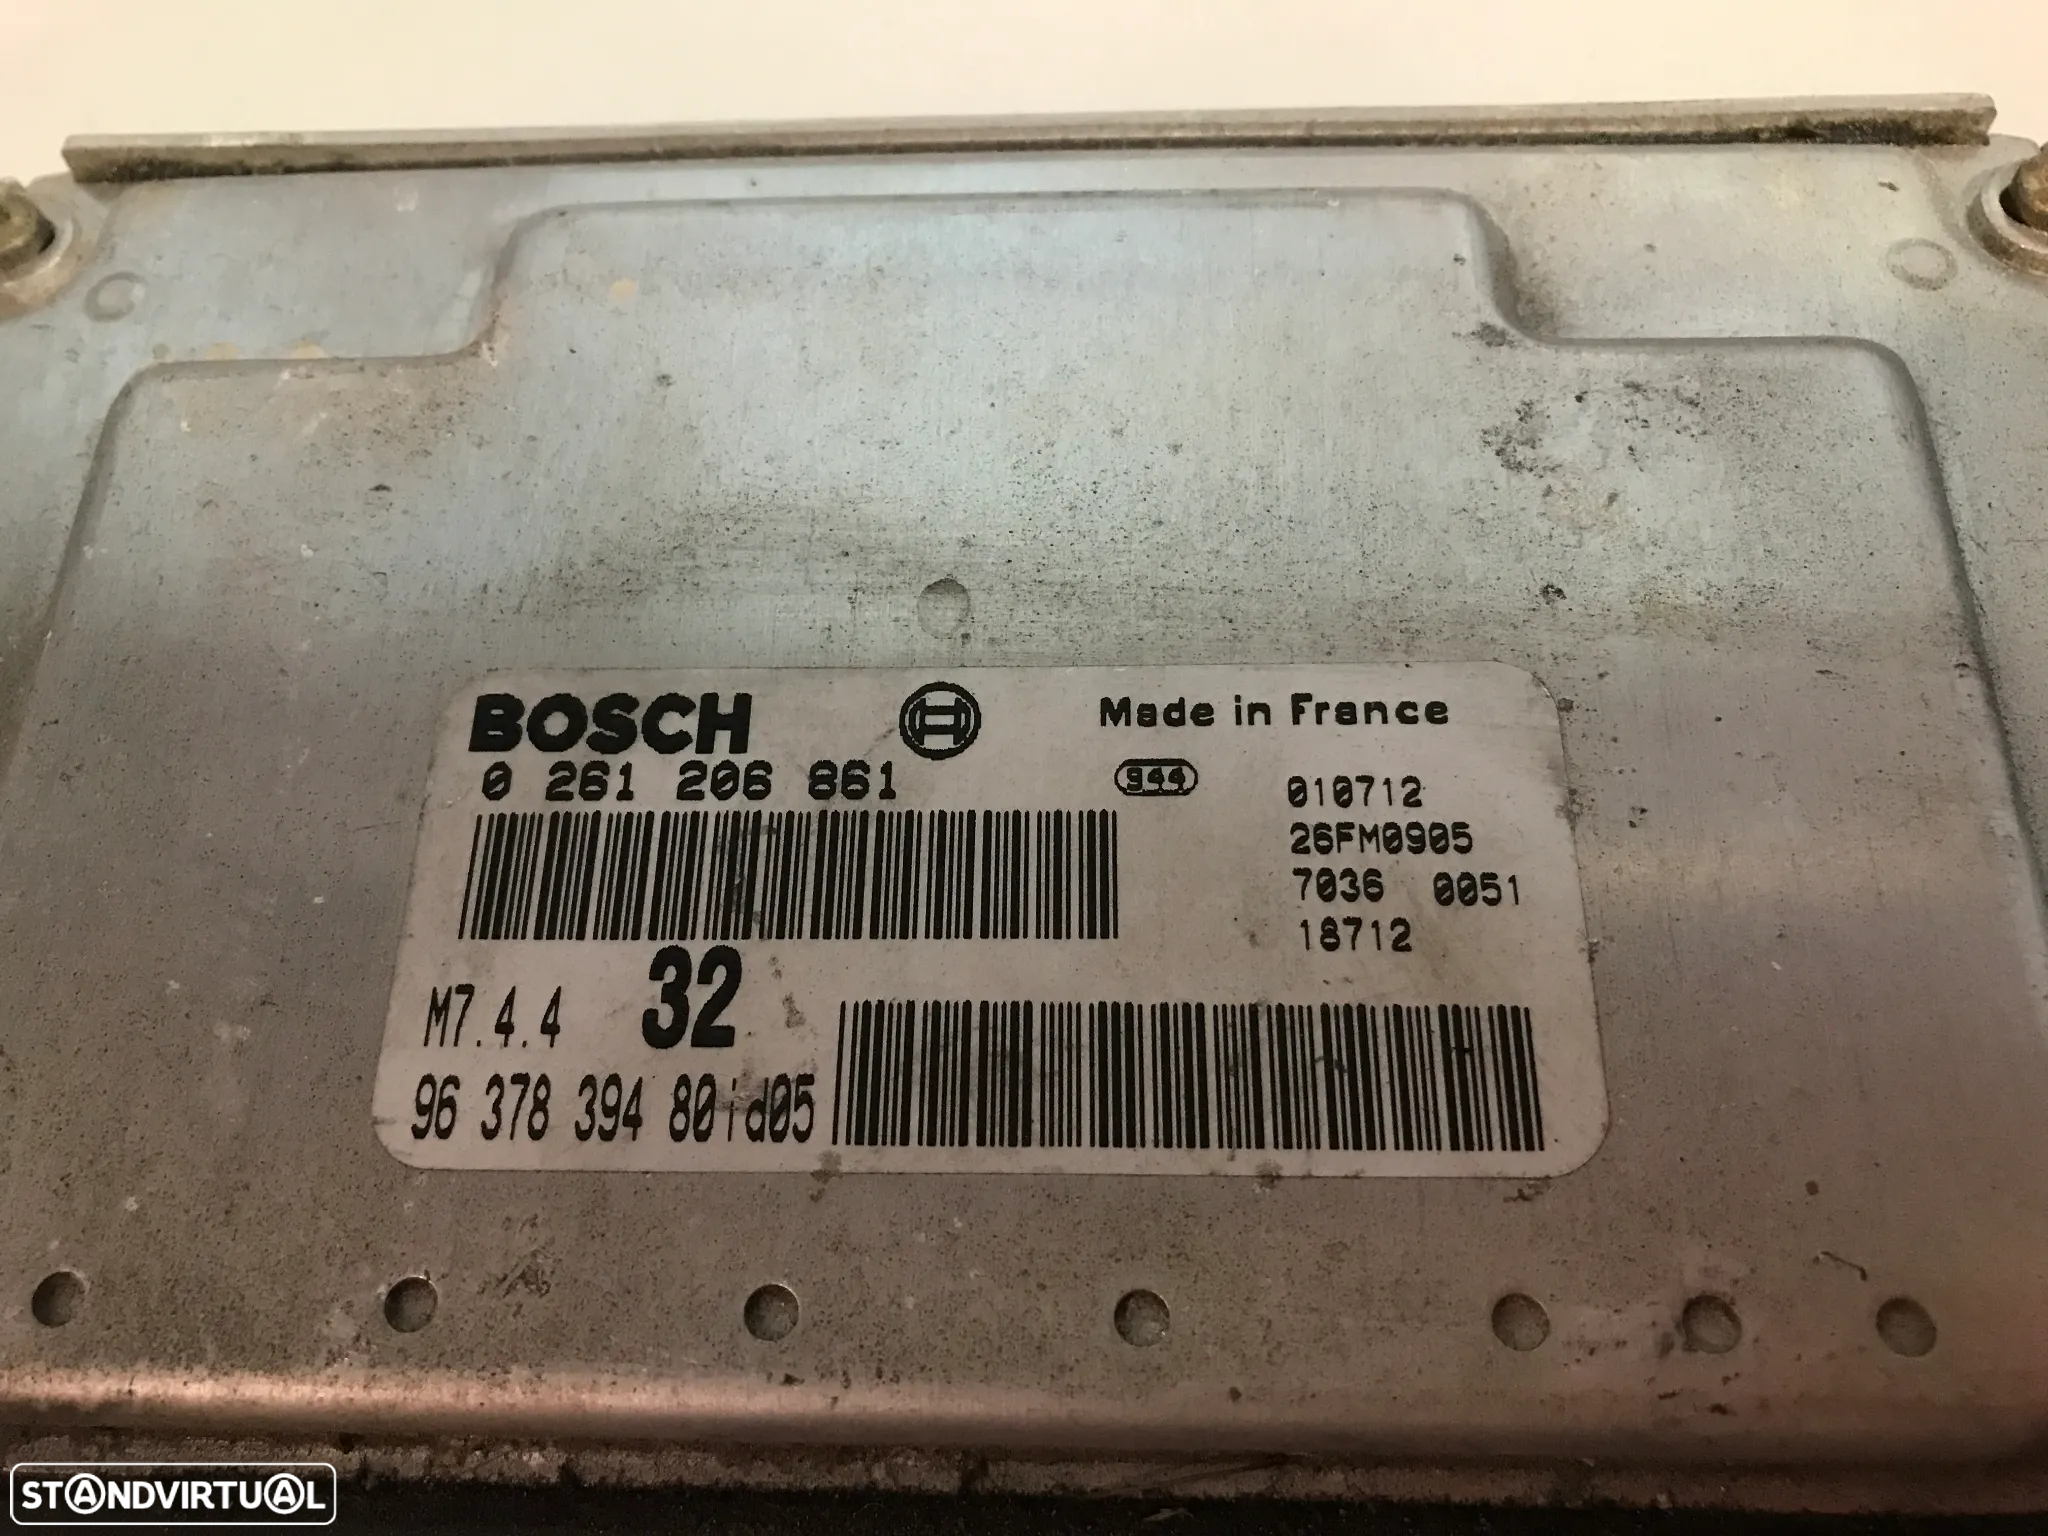 BOSCH
Made in France
0 261 206 861
944
010712
26FM0905
7036 0051
18712
M7.4.4 32
96 378 394 80id05
STANDVIRTUAL